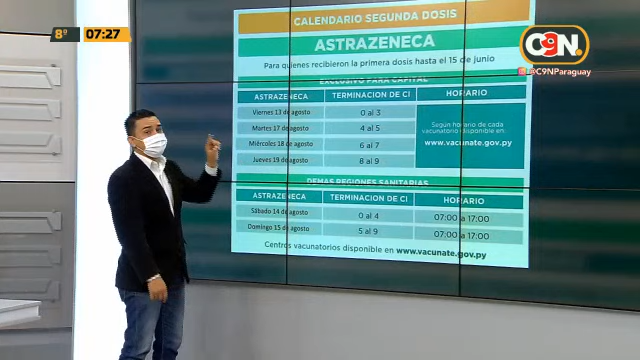 8º 07:27
CALENDARIO SEGUNDA DOSIS
C9N
@C9NParaguay
ASTRAZENECA
Para quienes recibieron la primera dosis hasta el 15 de junio
EXCLUSIVO PARA CAPITAL
ASTRAZENECA TERMINACION DE CI HORARIO
Viernes 13 de agosto 0 al 3
Martes 17 de agosto 4 al 5
Miércoles 18 de agosto 6 al 7
Jueves 19 de agosto 8 al 9
Segun horario de cada
vacunatorio disponible en:
www.vacunate.gov.py
DEMAS REGIONES SANITARIAS
ASTRAZENECA TERMINACION DE CI HORARIO
Sábado 14 de agosto 0 al 4 07:00 a 17:00
Domingo 15 de agosto 5 al 9 07:00 a 17:00
Centros vacunatorios disponible en www.vacunate.gov.py